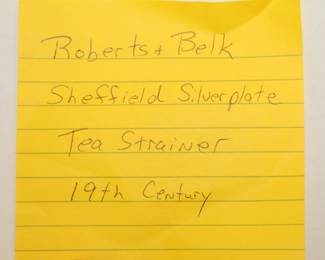 Roberts & Belk
Sheffield Silverplate
Tea Strainer
19th Century